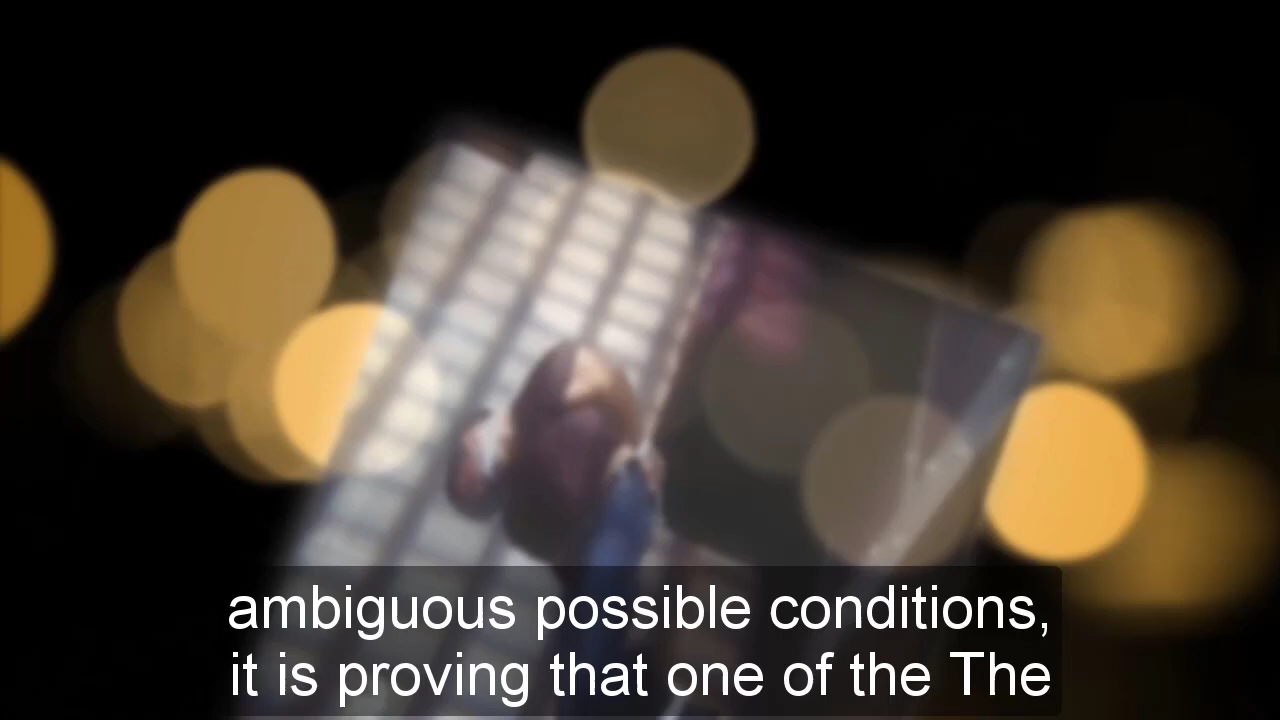 ambiguous possible conditions,
it is proving that one of the The